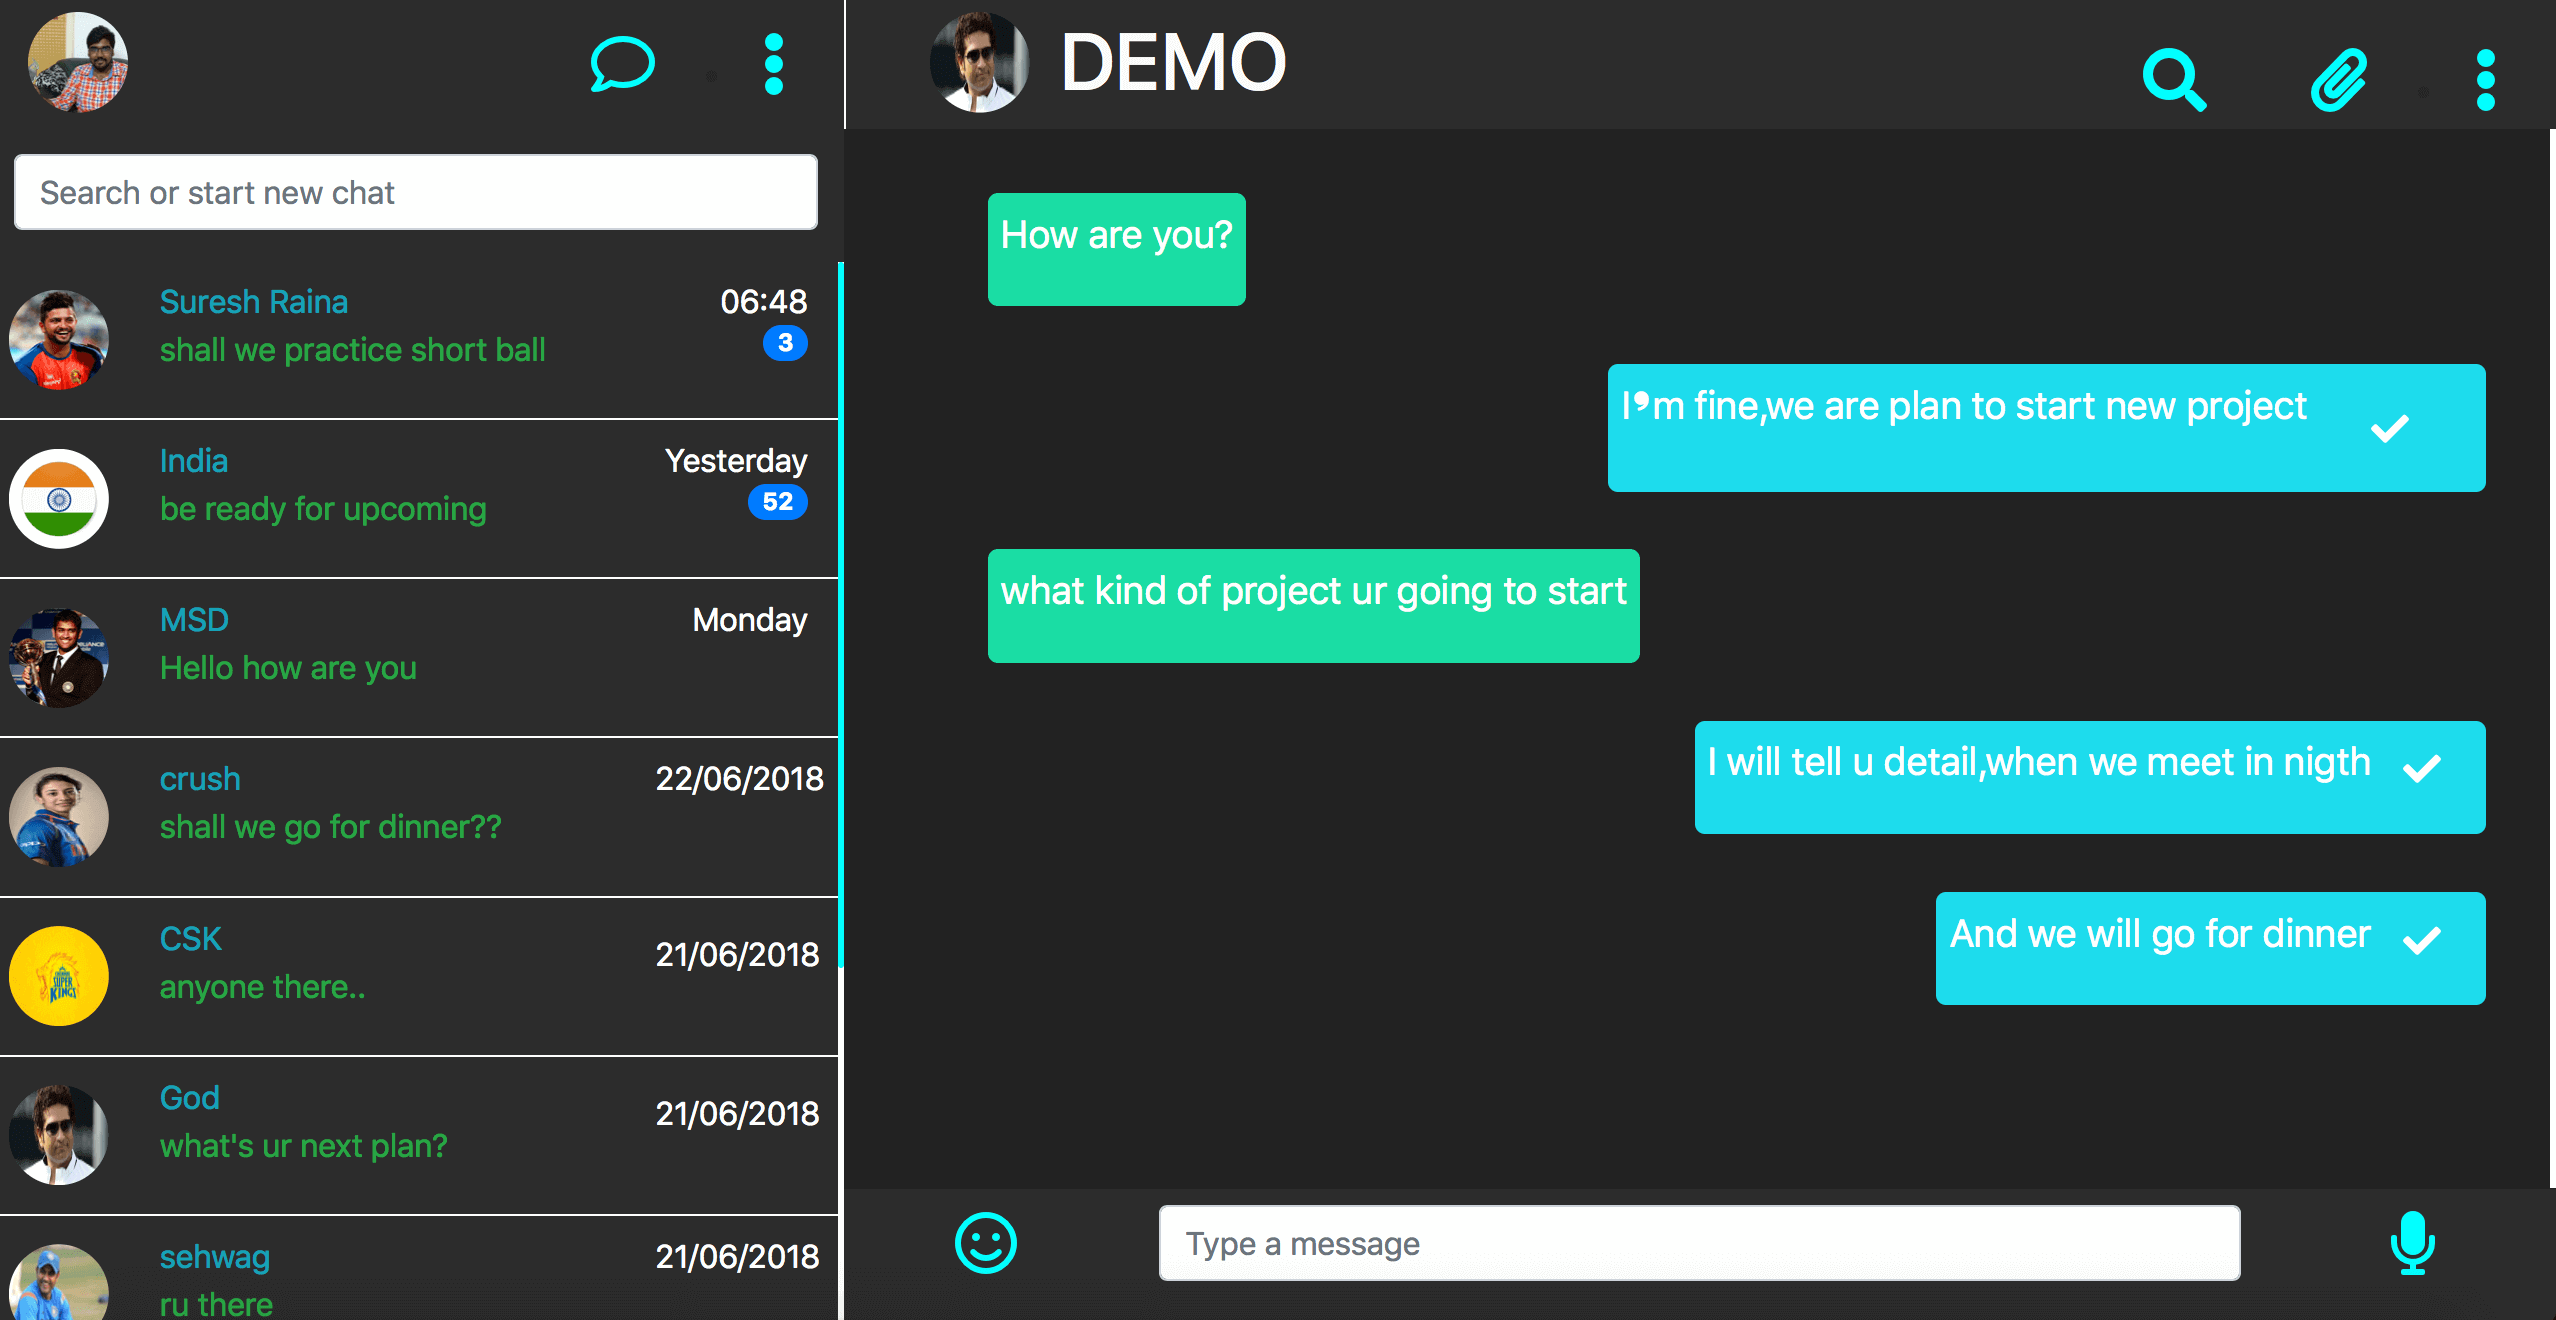 DEMO
Search or start new chat
Suresh Raina 06:48
shall we practice short ball 3
India Yesterday
be ready for upcoming 52
MSD Monday
Hello how are you
crush 22/06/2018
shall we go for dinner??
CSK 21/06/2018
anyone there..
CHENNAI
SUPER
KINGS
God 21/06/2018
what's ur next plan?
sehwag 21/06/2018
ru there
How are you?
I❜m fine,we are plan to start new project
what kind of project ur going to start
I will tell u detail,when we meet in nigth
And we will go for dinner
Type a message